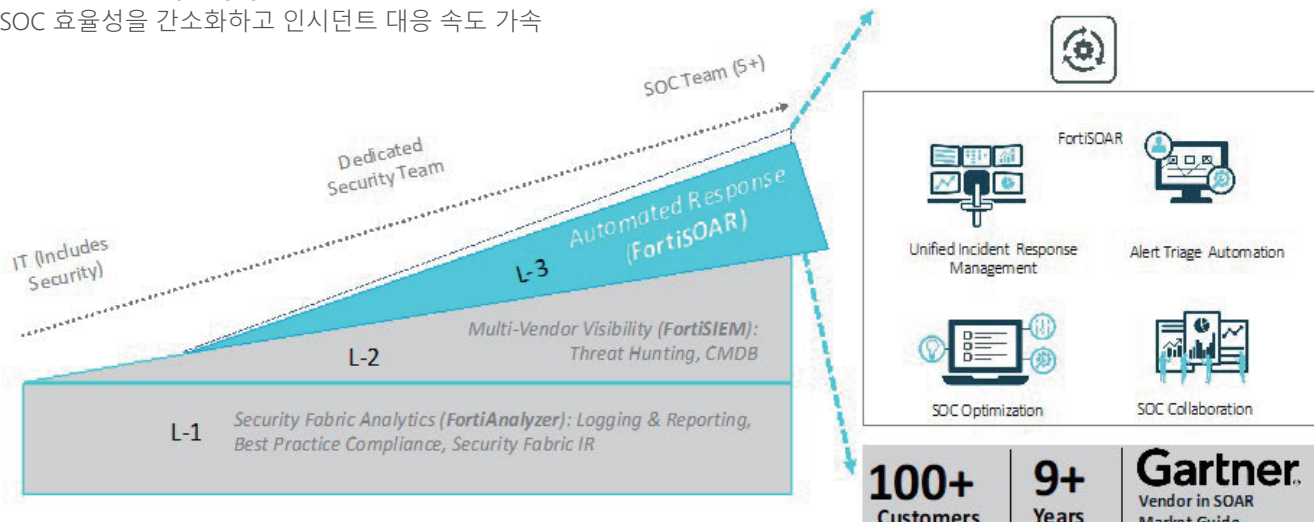 SOC 효율성을 간소화하고 인시던트 대응 속도 가속
IT (Includes
Security)
Dedicated
Security Team
SOC Team (5+)
L-3
Automated Response
(FortiSOAR)
L-2
Multi-Vendor Visibility (FortiSIEM):
Threat Hunting, CMDB
L-1
Security Fabric Analytics (FortiAnalyzer): Logging & Reporting,
Best Practice Compliance, Security Fabric IR
FortiSOAR
Unified Incident Response
Management
Alert Triage Automation
SOC Optimization
SOC Collaboration
100+
Customers
9+
Years
Gartner
Vendor in SOAR
Market Guide